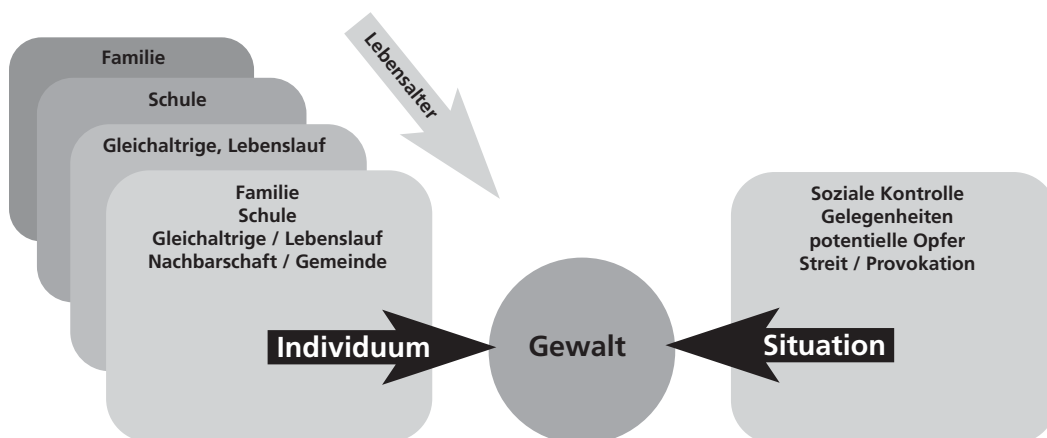 Familie
Schule
Gleichaltrige, Lebenslauf
Familie
Schule
Gleichaltrige / Lebenslauf
Nachbarschaft / Gemeinde
Lebensalter
Individuum
Gewalt
Situation
Soziale Kontrolle
Gelegenheiten
potentielle Opfer
Streit / Provokation